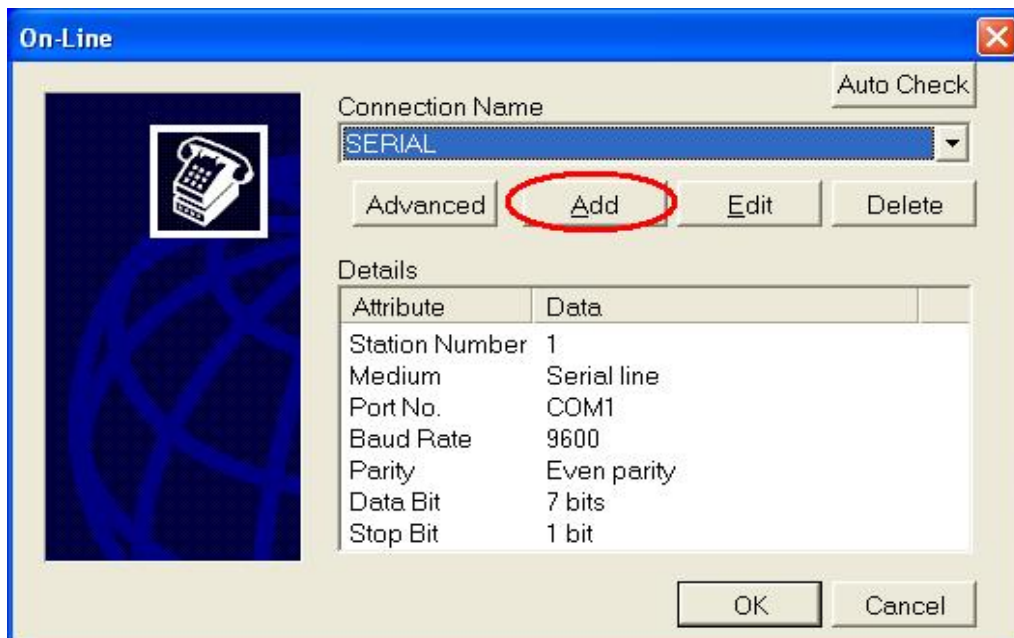 On-Line
Auto Check
Connection Name
SERIAL
Advanced Add Edit Delete
Details
Attribute Data
Station Number 1
Medium Serial line
Port No. COM1
Baud Rate 9600
Parity Even parity
Data Bit 7 bits
Stop Bit 1 bit
OK Cancel